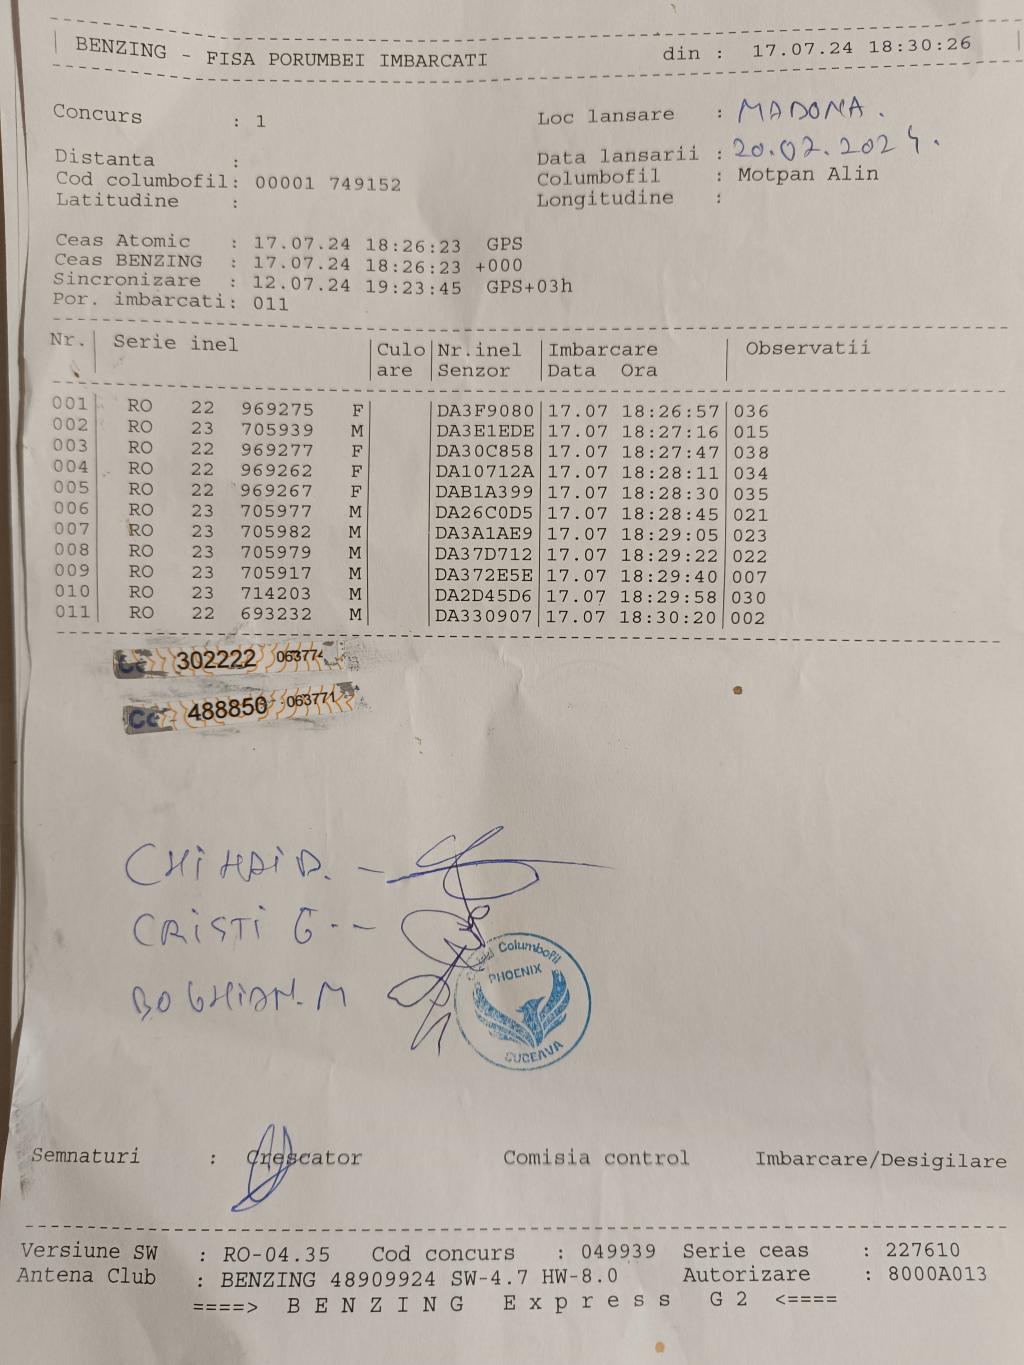 BENZING - FISA PORUMBEI IMBARCATI din : 17.07.24 18:30:26
Concurs : 1 Loc lansare : MADONA.
Distanta : Data lansarii : 20.07.2024.
Cod columbofil: 00001 749152 Columbofil : Motpan Alin
Latitudine : Longitudine :
Ceas Atomic : 17.07.24 18:26:23 GPS
Ceas BENZING : 17.07.24 18:26:23 +000
Sincronizare : 12.07.24 19:23:45 GPS+03h
Por. imbarcati: 011
Nr. Serie inel Culo Nr.inel Imbarcare Observatii
are Senzor Data Ora
001 RO 22 969275 F DA3F9080 17.07 18:26:57 036
002 RO 23 705939 M DA3E1EDE 17.07 18:27:16 015
003 RO 22 969277 F DA30C858 17.07 18:27:47 038
004 RO 22 969262 F DA10712A 17.07 18:28:11 034
005 RO 22 969267 F DAB1A399 17.07 18:28:30 035
006 RO 23 705977 M DA26C0D5 17.07 18:28:45 021
007 RO 23 705982 M DA3A1AE9 17.07 18:29:05 023
008 RO 23 705979 M DA37D712 17.07 18:29:22 022
009 RO 23 705917 M DA372E5E 17.07 18:29:40 007
010 RO 23 714203 M DA2D45D6 17.07 18:29:58 030
011 RO 22 693232 M DA330907 17.07 18:30:20 002
302222
488850 063771
CHIHAI D. -
CRISTI G --
BOGHIAN. M
Columbofil
PHOENIX
SUCEAVA
Semnaturi : Crescator Comisia control Imbarcare/Desigilare
Versiune SW : RO-04.35 Cod concurs : 049939 Serie ceas : 227610
Antena Club : BENZING 48909924 SW-4.7 HW-8.0 Autorizare : 8000A013
====> B E N Z I N G E x p r e s s G 2 <====